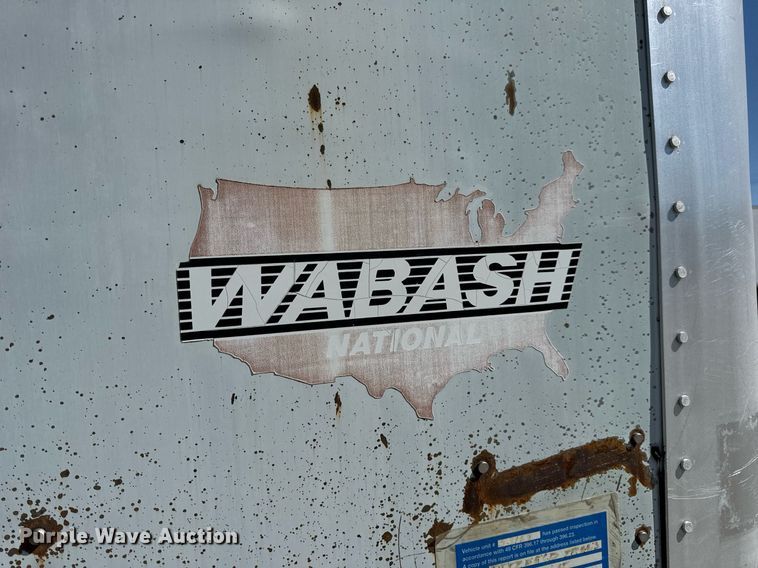 WABASH
NATIONAL
Vehicle unit has passed inspection in
accordance with 49 CFR 396.17 through 396.23.
A copy of this report is on file at the address listed below.
Purple Wave Auction